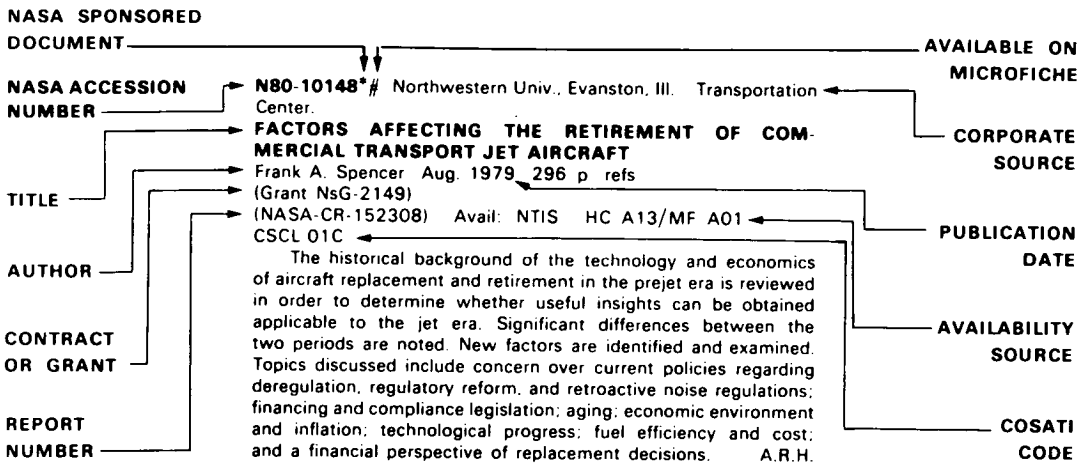 NASA SPONSORED
DOCUMENT
AVAILABLE ON
MICROFICHE
NASA ACCESSION
NUMBER
N80-10148*# Northwestern Univ., Evanston, Ill. Transportation
Center.
CORPORATE
SOURCE
FACTORS AFFECTING THE RETIREMENT OF COM-
MERCIAL TRANSPORT JET AIRCRAFT
TITLE
Frank A. Spencer Aug. 1979 296 p refs
(Grant NsG-2149)
(NASA-CR-152308) Avail: NTIS HC A13/MF A01
CSCL 01C
PUBLICATION
DATE
AUTHOR
The historical background of the technology and economics
of aircraft replacement and retirement in the prejet era is reviewed
in order to determine whether useful insights can be obtained
applicable to the jet era. Significant differences between the
two periods are noted. New factors are identified and examined.
Topics discussed include concern over current policies regarding
deregulation, regulatory reform, and retroactive noise regulations;
financing and compliance legislation; aging; economic environment
and inflation; technological progress; fuel efficiency and cost;
and a financial perspective of replacement decisions. A.R.H.
CONTRACT
OR GRANT
AVAILABILITY
SOURCE
REPORT
NUMBER
COSATI
CODE